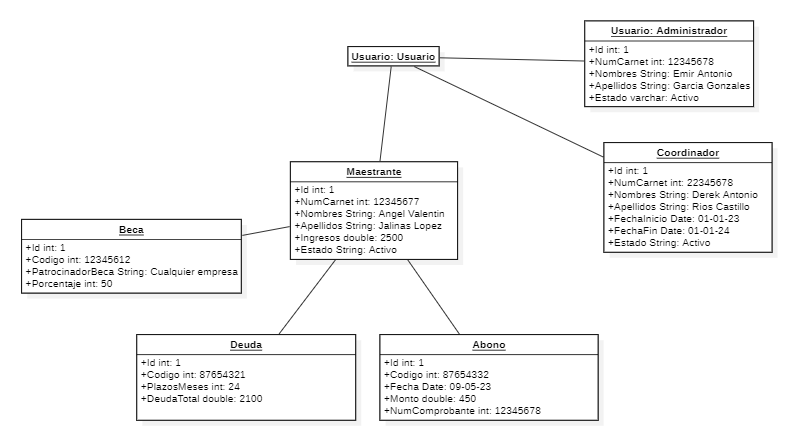 Usuario: Usuario
Usuario: Administrador
+Id int: 1
+NumCarnet int: 12345678
+Nombres String: Emir Antonio
+Apellidos String: Garcia Gonzales
+Estado varchar: Activo
Coordinador
+Id int: 1
+NumCarnet int: 22345678
+Nombres String: Derek Antonio
+Apellidos String: Rios Castillo
+FechaInicio Date: 01-01-23
+FechaFin Date: 01-01-24
+Estado String: Activo
Maestrante
+Id int: 1
+NumCarnet int: 12345677
+Nombres String: Angel Valentin
+Apellidos String: Jalinas Lopez
+Ingresos double: 2500
+Estado String: Activo
Beca
+Id int: 1
+Codigo int: 12345612
+PatrocinadorBeca String: Cualquier empresa
+Porcentaje int: 50
Deuda
+Id int: 1
+Codigo int: 87654321
+PlazosMeses int: 24
+DeudaTotal double: 2100
Abono
+Id int: 1
+Codigo int: 87654332
+Fecha Date: 09-05-23
+Monto double: 450
+NumComprobante int: 12345678